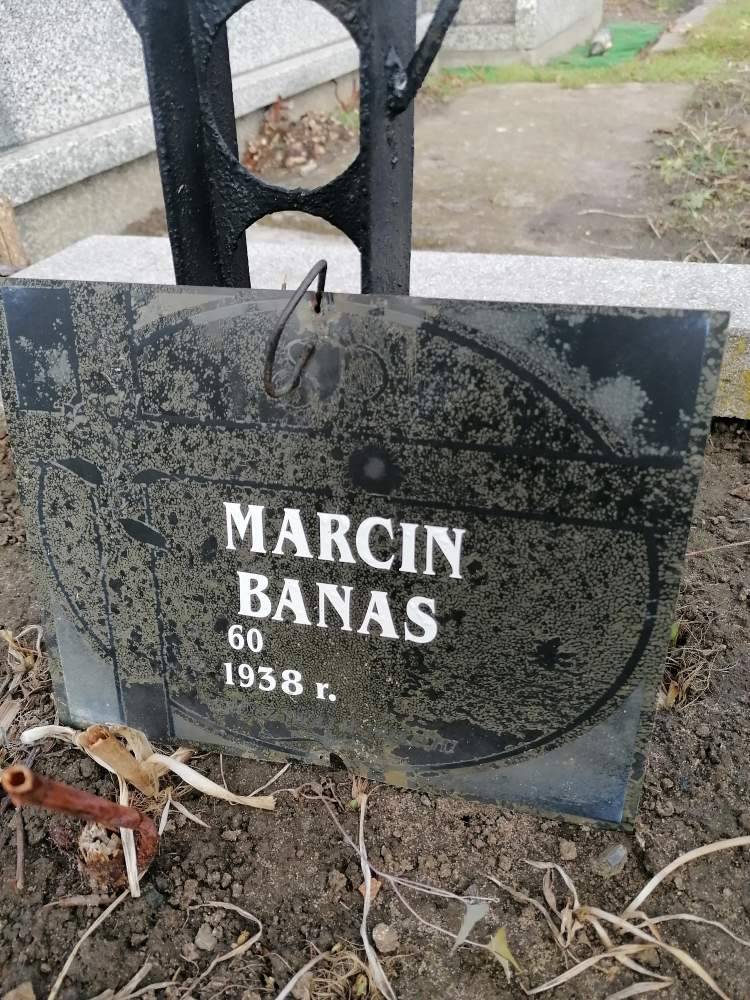 MARCIN
BANAS
60
1938 r.